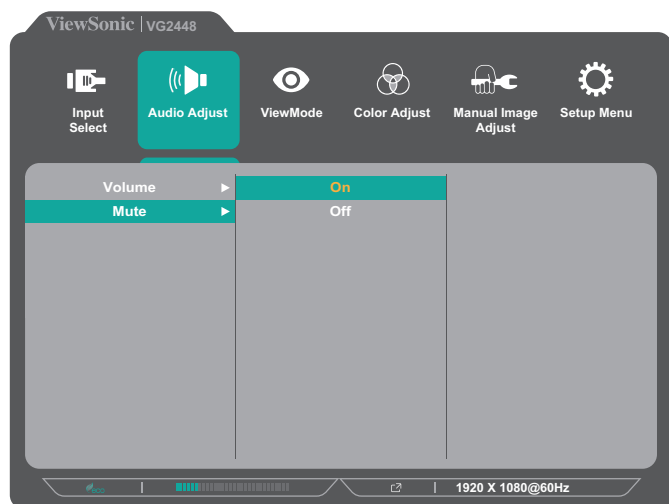 ViewSonic | VG2448
Input
Select
Audio Adjust
ViewMode
Color Adjust
Manual Image
Adjust
Setup Menu
Volume
On
Mute
Off
eco
1920 X 1080@60Hz